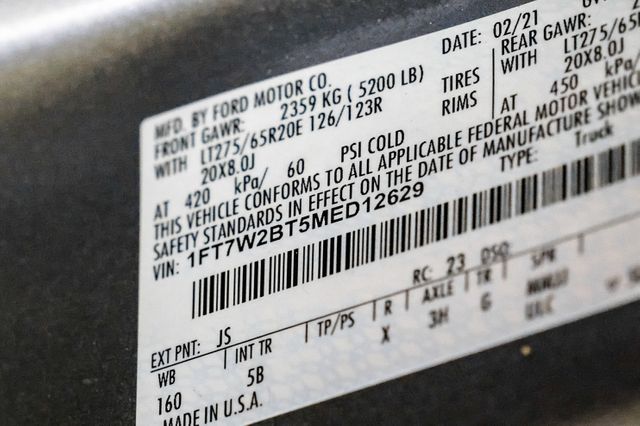 MFD. BY FORD MOTOR CO.
DATE: 02/21
FRONT GAWR: 2359 KG ( 5200 LB)
REAR GAWR:
WITH LT275/65R20E 126/123R TIRES
WITH LT275/65
20X8.0J RIMS
20X8.0J
AT 420 kPa/ 60 PSI COLD
AT 450 kPa/
THIS VEHICLE CONFORMS TO ALL APPLICABLE FEDERAL MOTOR VEHIC
SAFETY STANDARDS IN EFFECT ON THE DATE OF MANUFACTURE SHOW
VIN: 1FT7W2BT5MED12629
TYPE: Truck
EXT PNT: JS
RC: 23 DSO:
WB INT TR TP/PS R AXLE TR SPR
160 5B X 3H G
MADE IN U.S.A.